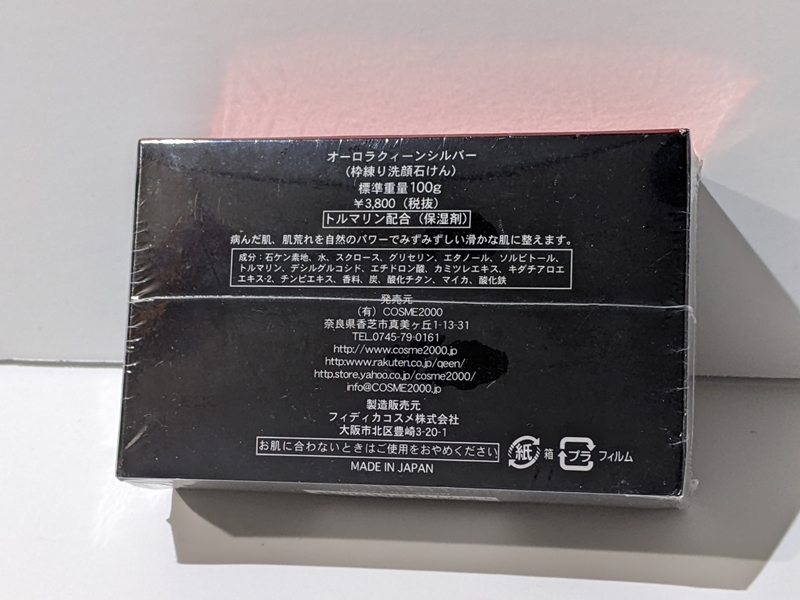 オーロラクィーンシルバー
（枠練り洗顔石けん）
標準重量100g
￥3,800（税抜）
トルマリン配合（保湿剤）
病んだ肌、肌荒れを自然のパワーでみずみずしい滑かな肌に整えます。
成分：石ケン素地、水、スクロース、グリセリン、エタノール、ソルビトール、
トルマリン、デシルグルコシド、エチドロン酸、カミツレエキス、キダチアロエ
エキス-2、チンピエキス、香料、炭、酸化チタン、マイカ、酸化鉄
発売元
（有）COSME2000
奈良県香芝市真美ヶ丘1-13-31
TEL.0745-79-0161
http://www.cosme2000.jp
http:www.rakuten.co.jp/qeen/
http.store.yahoo.co.jp/cosme2000/
info@COSME2000.jp
製造販売元
フィディカコスメ株式会社
大阪市北区豊崎3-20-1
お肌に合わないときはご使用をおやめください
紙 箱 プラ フィルム
MADE IN JAPAN